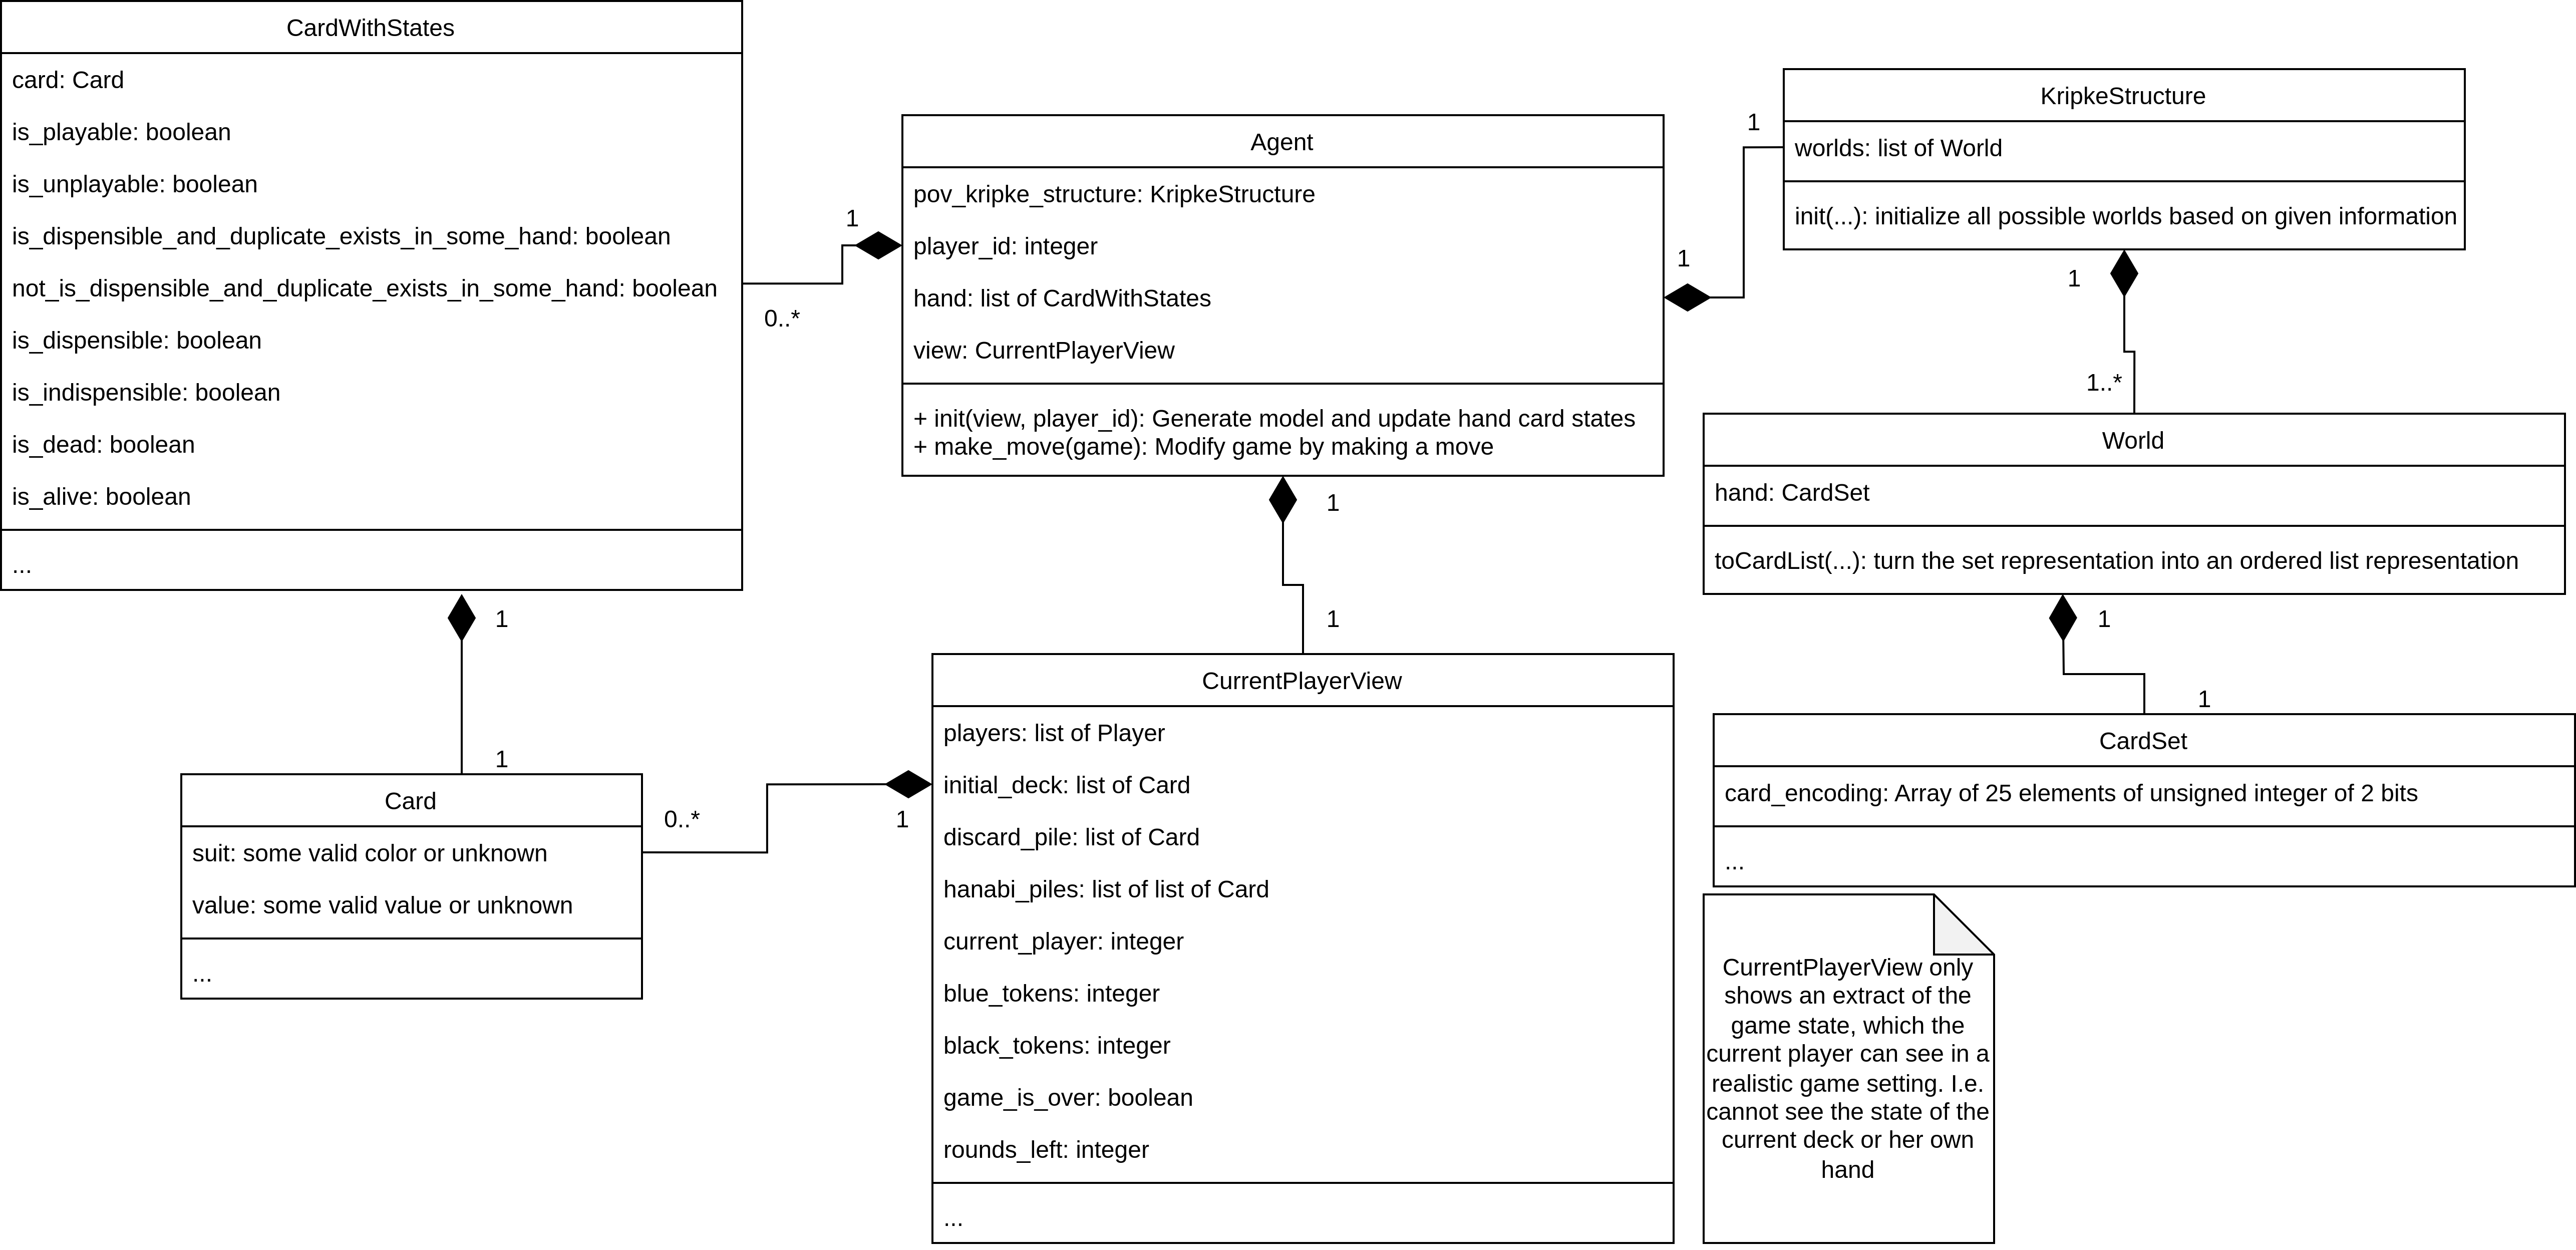 CardWithStates
card: Card
is_playable: boolean
is_unplayable: boolean
is_dispensible_and_duplicate_exists_in_some_hand: boolean
not_is_dispensible_and_duplicate_exists_in_some_hand: boolean
is_dispensible: boolean
is_indispensible: boolean
is_dead: boolean
is_alive: boolean
...
1
0..*
Agent
pov_kripke_structure: KripkeStructure
player_id: integer
hand: list of CardWithStates
view: CurrentPlayerView
+ init(view, player_id): Generate model and update hand card states
+ make_move(game): Modify game by making a move
1
1
KripkeStructure
worlds: list of World
init(...): initialize all possible worlds based on given information
1
1..*
World
hand: CardSet
toCardList(...): turn the set representation into an ordered list representation
1
1
CardSet
card_encoding: Array of 25 elements of unsigned integer of 2 bits
...
1
1
1
1
Card
suit: some valid color or unknown
value: some valid value or unknown
...
0..*
1
CurrentPlayerView
players: list of Player
initial_deck: list of Card
discard_pile: list of Card
hanabi_piles: list of list of Card
current_player: integer
blue_tokens: integer
black_tokens: integer
game_is_over: boolean
rounds_left: integer
...
CurrentPlayerView only
shows an extract of the
game state, which the
current player can see in a
realistic game setting. I.e.
cannot see the state of the
current deck or her own
hand